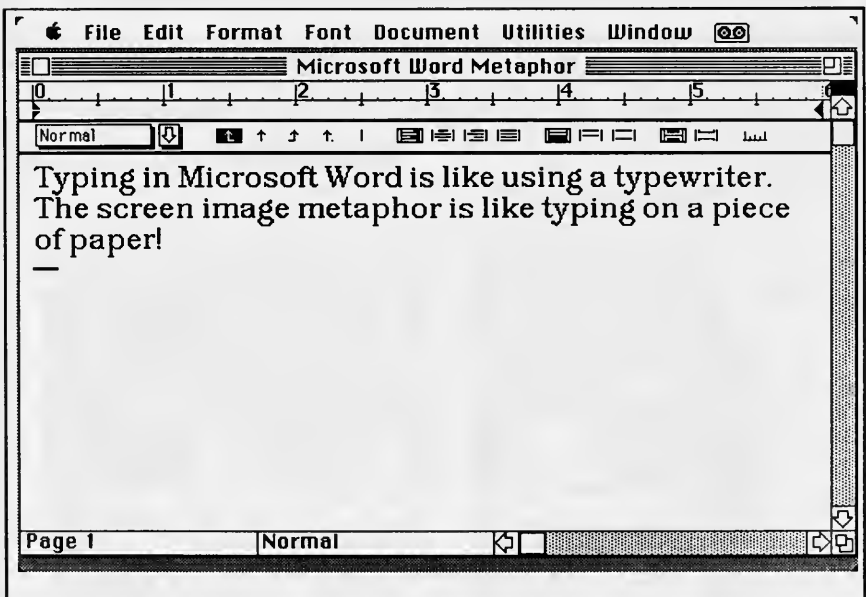 File Edit Format Font Document Utilities Window
Microsoft Word Metaphor
0 1 2 3 4 5 6
Normal
Typing in Microsoft Word is like using a typewriter.
The screen image metaphor is like typing on a piece
of paper!
Page 1 Normal